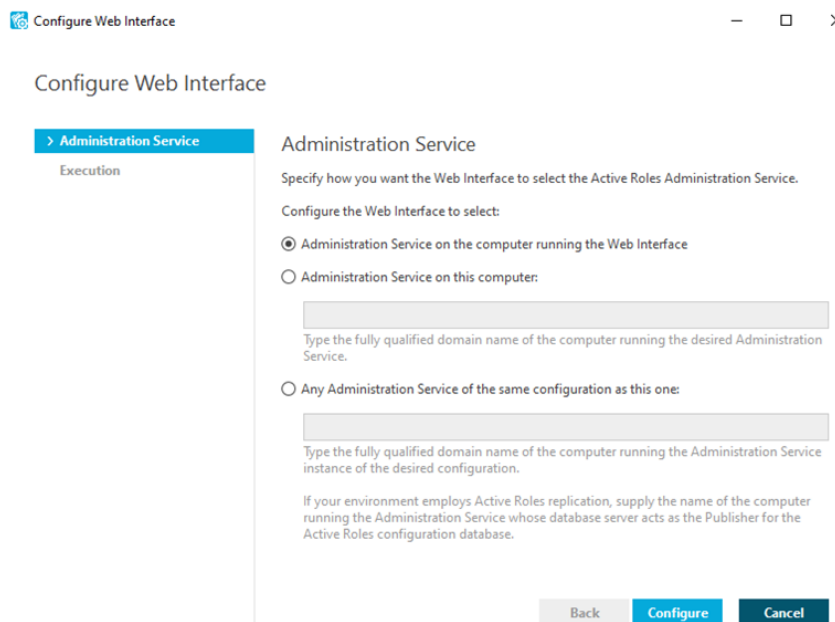 Configure Web Interface
Configure Web Interface
Administration Service
Execution
Administration Service
Specify how you want the Web Interface to select the Active Roles Administration Service.
Configure the Web Interface to select:
Administration Service on the computer running the Web Interface
Administration Service on this computer:
Type the fully qualified domain name of the computer running the desired Administration
Service.
Any Administration Service of the same configuration as this one:
Type the fully qualified domain name of the computer running the Administration Service
instance of the desired configuration.
If your environment employs Active Roles replication, supply the name of the computer
running the Administration Service whose database server acts as the Publisher for the
Active Roles configuration database.
Back
Configure
Cancel